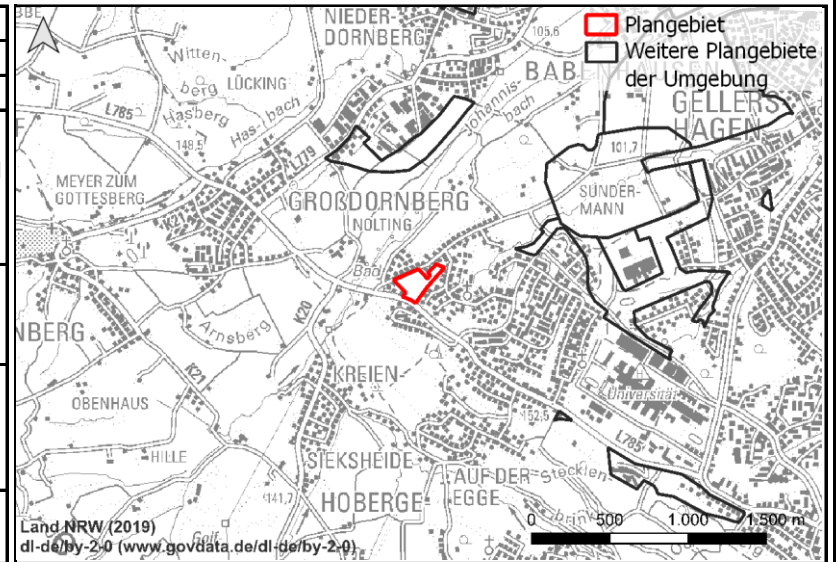 NIEDER-
DORNBERG
105,6
Plangebiet
Weitere Plangebiete
der Umgebung
Witten-
berg
LÜCKING
BABENHAUSEN
GELLERS
HAGEN
L785
Hasberg
Has-bach
Johannis-
bach
148,5
L779
101,7
MEYER ZUM
GOTTESBERG
K21
GROßDORNBERG
NOLTING
SUNDER-
MANN
Bad
NBERG
Arnsberg
K20
K21
KREIEN
OBENHAUS
Universität
152,5
L785
HILLE
SIEKSHEIDE
AUF DER
EGGE
Stecklen-
brink
141,7
HOBERGE
Golf
Land NRW (2019)
dl-de/by-2-0 (www.govdata.de/dl-de/by-2-0)
0 500 1.000 1.500 m